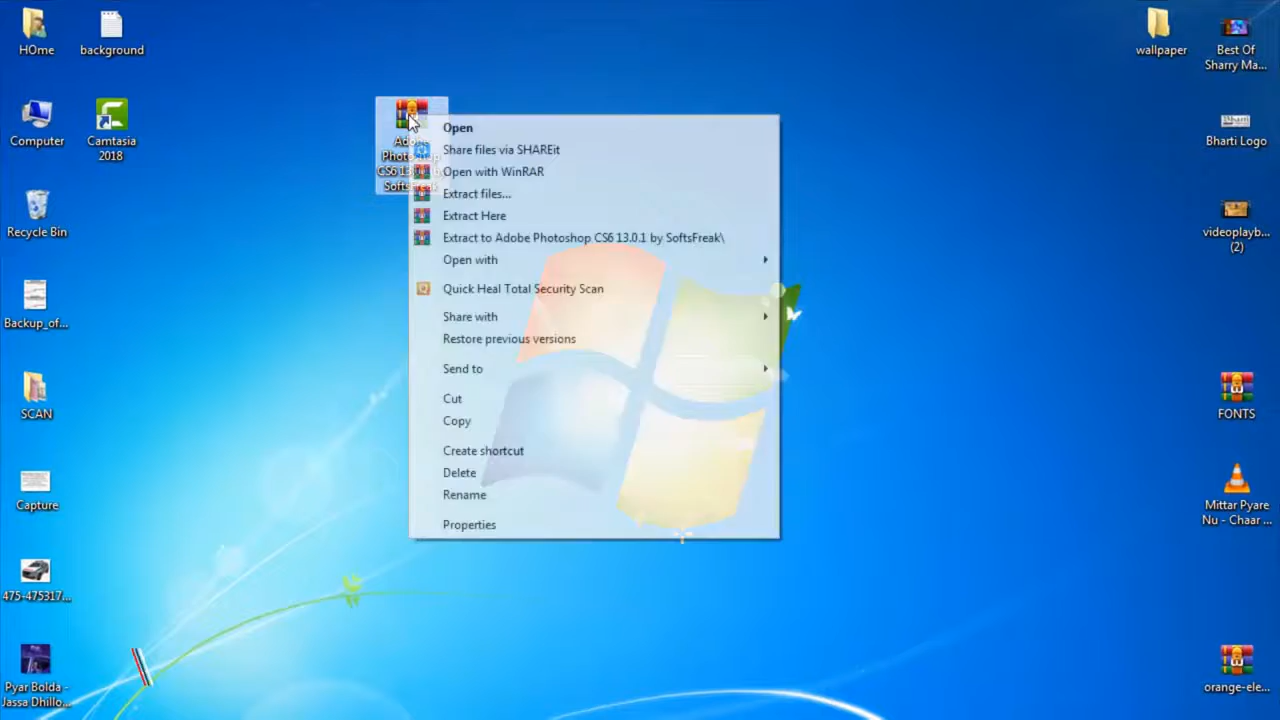 HOme
background
wallpaper
Best Of
Sharry Ma...
Computer
Camtasia
2018
Open
Share files via SHAREit
Open with WinRAR
Extract files...
Extract Here
Extract to Adobe Photoshop CS6 13.0.1 by SoftsFreak\
Open with
Quick Heal Total Security Scan
Share with
Restore previous versions
Send to
Cut
Copy
Create shortcut
Delete
Rename
Properties
Bharti Logo
Recycle Bin
videoplayb...
(2)
Backup_of...
SCAN
FONTS
Capture
Mittar Pyare
Nu - Chaar ...
475-475317...
Pyar Bolda -
Jassa Dhillo...
orange-ele...